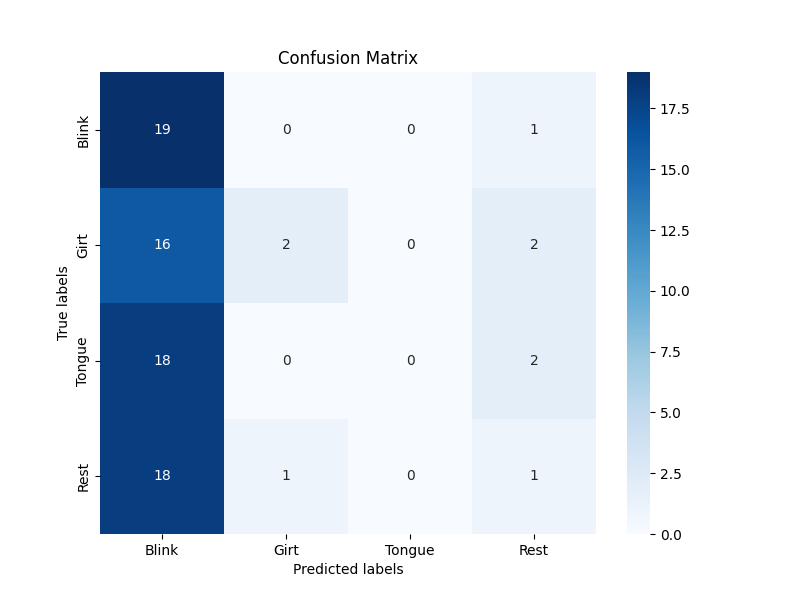 Confusion Matrix
True labels
Blink 19 0 0 1
Girt 16 2 0 2
Tongue 18 0 0 2
Rest 18 1 0 1
Blink Girt Tongue Rest
Predicted labels
17.5
15.0
12.5
10.0
7.5
5.0
2.5
0.0